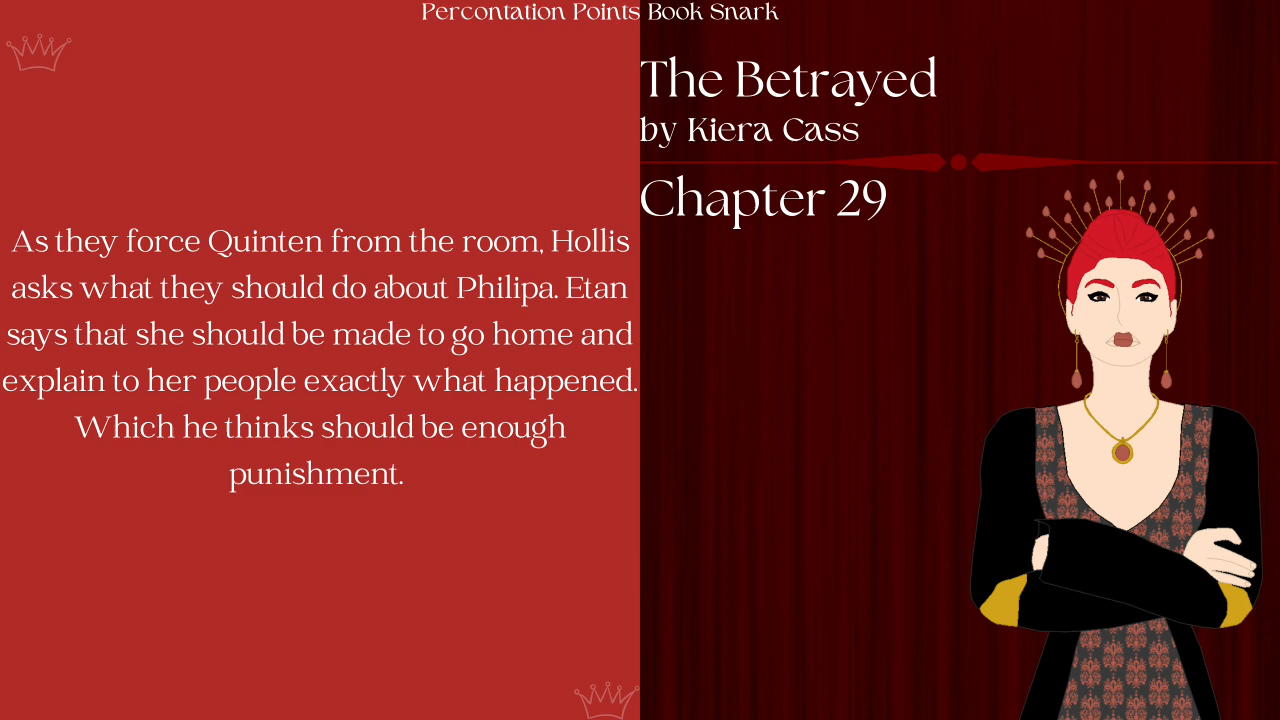 Percontation Points Book Snark
As they force Quinten from the room, Hollis
asks what they should do about Philipa. Etan
says that she should be made to go home and
explain to her people exactly what happened.
Which he thinks should be enough
punishment.
The Betrayed
by Kiera Cass
Chapter 29